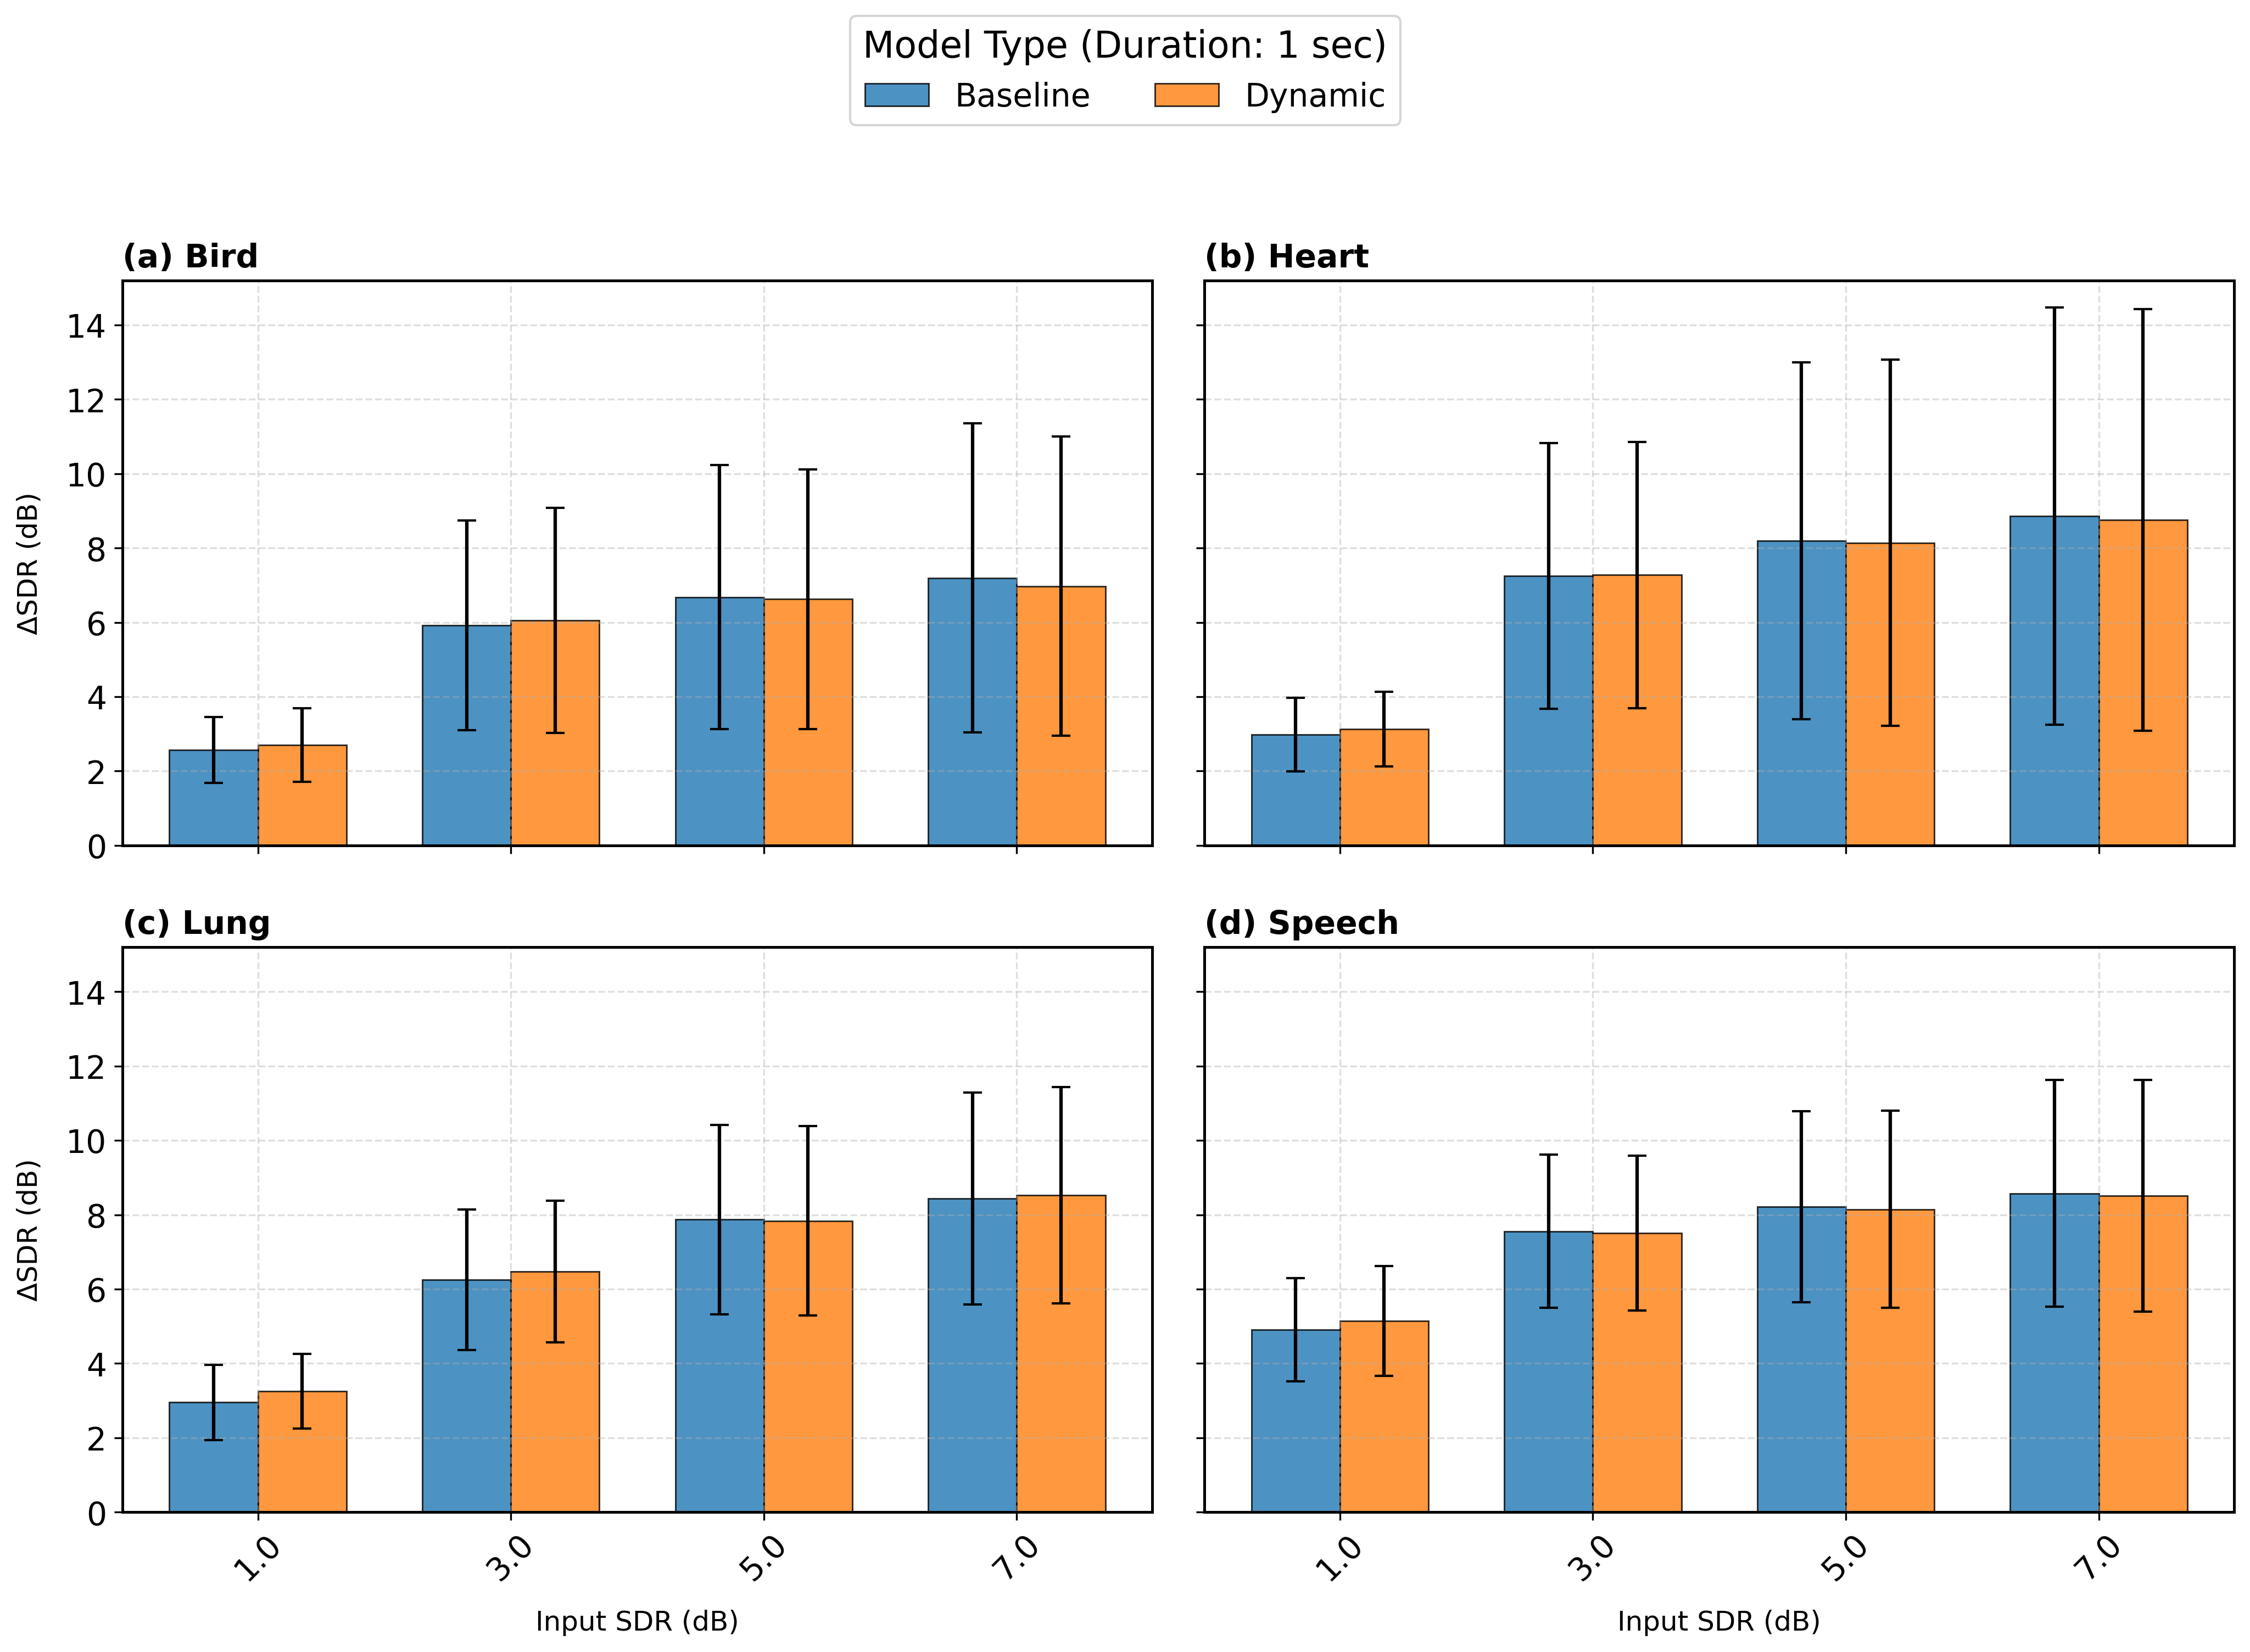 Model Type (Duration: 1 sec)
Baseline Dynamic
(a) Bird
(b) Heart
14
12
10
8
6
4
2
0
ΔSDR (dB)
(c) Lung
(d) Speech
14
12
10
8
6
4
2
0
ΔSDR (dB)
1.0 3.0 5.0 7.0
1.0 3.0 5.0 7.0
Input SDR (dB)
Input SDR (dB)